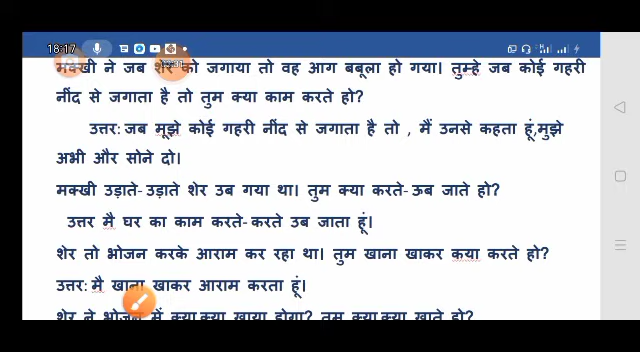 18:17
मक्खी ने जब शेर को जगाया तो वह आग बबूला हो गया। तुम्हे जब कोई गहरी
नींद से जगाता है तो तुम क्या काम करते हो?
उत्तर: जब मूझे कोई गहरी नींद से जगाता है तो , मैं उनसे कहता हूं,मुझे
अभी और सोने दो।
मक्खी उड़ाते- उड़ाते शेर उब गया था। तुम क्या करते- ऊब जाते हो?
उत्तर मै घर का काम करते- करते उब जाता हूं।
शेर तो भोजन करके आराम कर रहा था। तुम खाना खाकर कया करते हो?
उत्तर: मै खाना खाकर आराम करता हूं।
शेर ने भोजन में क्या क्या खाया होगा? तुम क्या क्या खाते हो?